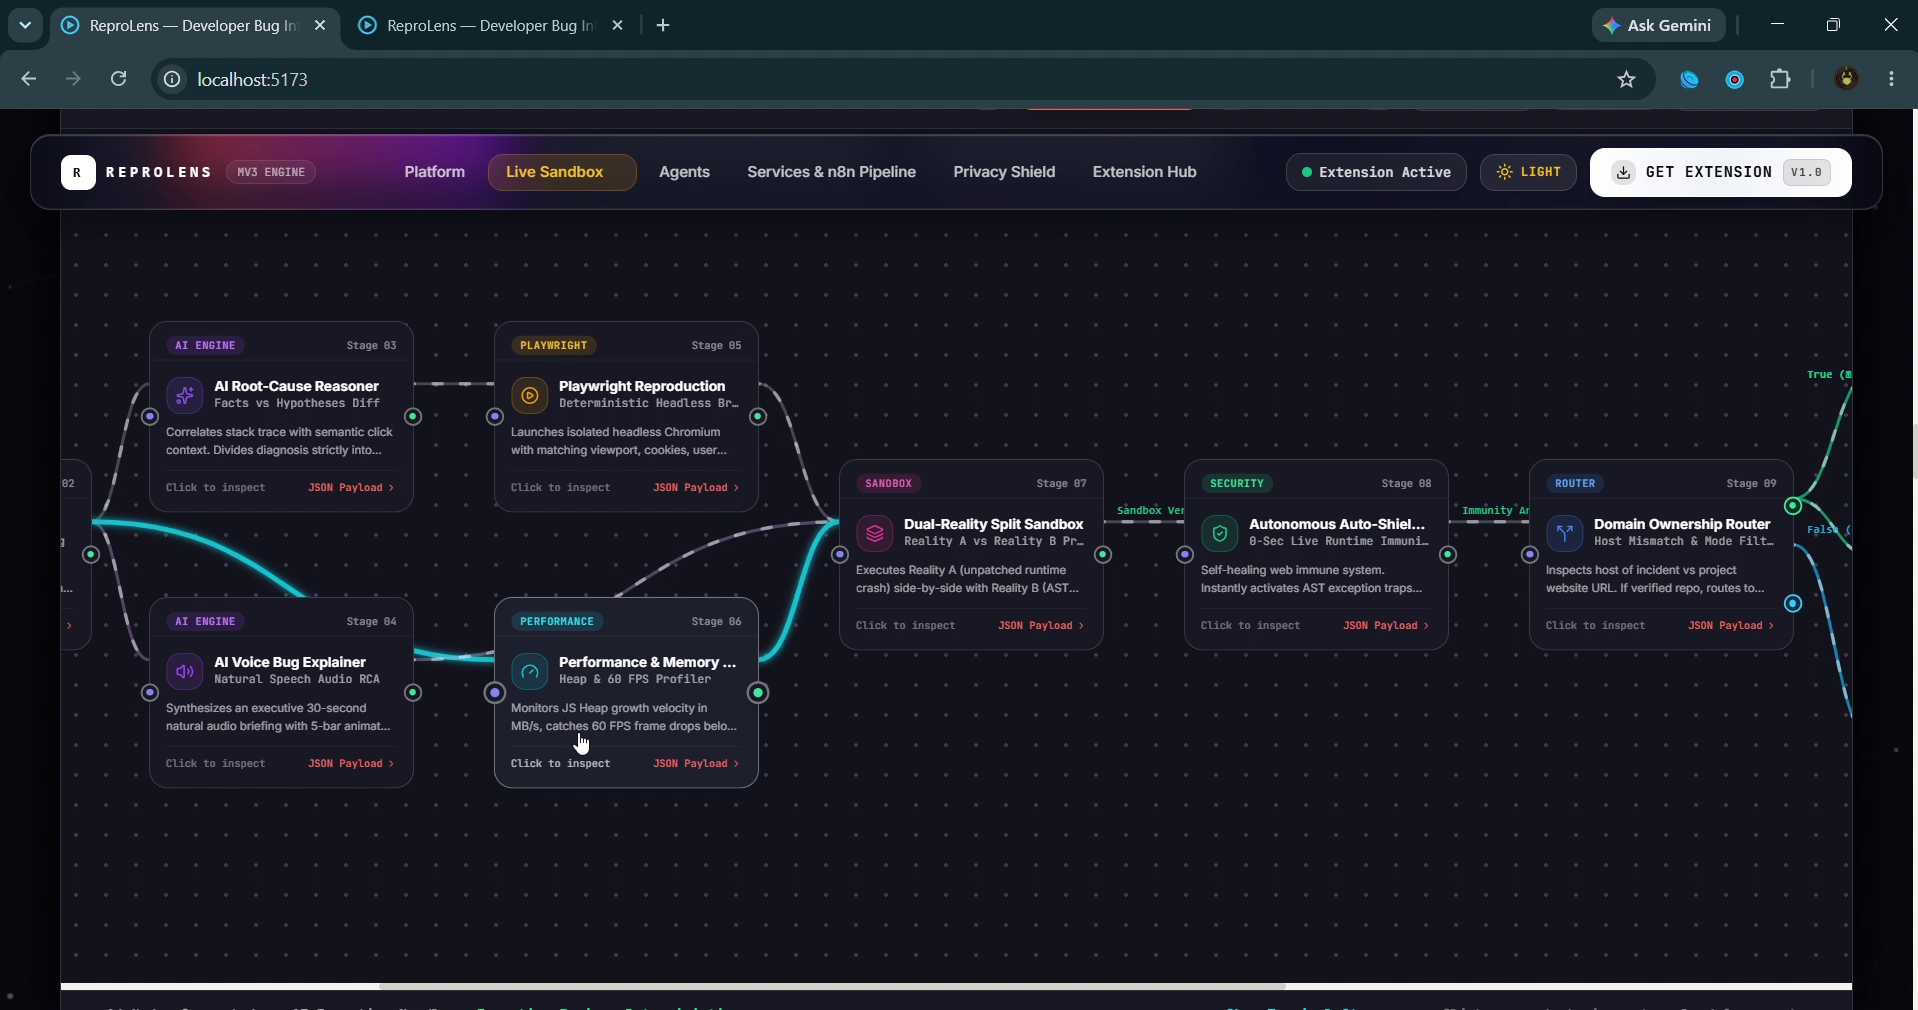 ReproLens — Developer Bug In
ReproLens — Developer Bug In
Ask Gemini
localhost:5173
R
REPROLENS
MV3 ENGINE
Platform
Live Sandbox
Agents
Services & n8n Pipeline
Privacy Shield
Extension Hub
Extension Active
LIGHT
GET EXTENSION
V1.0
02
AI ENGINE
Stage 03
AI Root-Cause Reasoner
Facts vs Hypotheses Diff
Correlates stack trace with semantic click
context. Divides diagnosis strictly into...
Click to inspect
JSON Payload ›
PLAYWRIGHT
Stage 05
Playwright Reproduction
Deterministic Headless Br…
Launches isolated headless Chromium
with matching viewport, cookies, user...
Click to inspect
JSON Payload ›
AI ENGINE
Stage 04
AI Voice Bug Explainer
Natural Speech Audio RCA
Synthesizes an executive 30-second
natural audio briefing with 5-bar animat...
Click to inspect
JSON Payload ›
PERFORMANCE
Stage 06
Performance & Memory ...
Heap & 60 FPS Profiler
Monitors JS Heap growth velocity in
MB/s, catches 60 FPS frame drops belo...
Click to inspect
JSON Payload ›
SANDBOX
Stage 07
Dual-Reality Split Sandbox
Reality A vs Reality B Pr…
Executes Reality A (unpatched runtime
crash) side-by-side with Reality B (AST...
Click to inspect
JSON Payload ›
Sandbox Ver
SECURITY
Stage 08
Autonomous Auto-Shiel...
0-Sec Live Runtime Immuni…
Self-healing web immune system.
Instantly activates AST exception traps...
Click to inspect
JSON Payload ›
Immunity Ar
ROUTER
Stage 09
Domain Ownership Router
Host Mismatch & Mode Filt…
Inspects host of incident vs project
website URL. If verified repo, routes to...
Click to inspect
JSON Payload ›
True (
False (